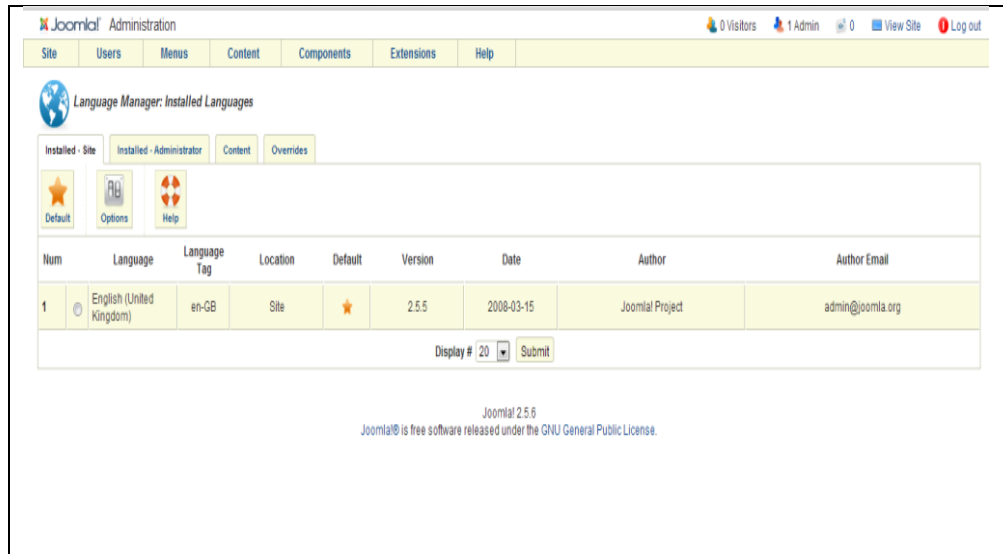 Joomla! Administration 0 Visitors 1 Admin 0 View Site Log out
Site Users Menus Content Components Extensions Help
Language Manager: Installed Languages
Installed - Site Installed - Administrator Content Overrides
Default Options Help
Num Language Language Tag Location Default Version Date Author Author Email
1 English (United Kingdom) en-GB Site 2.5.5 2008-03-15 Joomla! Project admin@joomla.org
Display # 20 Submit
Joomla! 2.5.6
Joomla!® is free software released under the GNU General Public License.